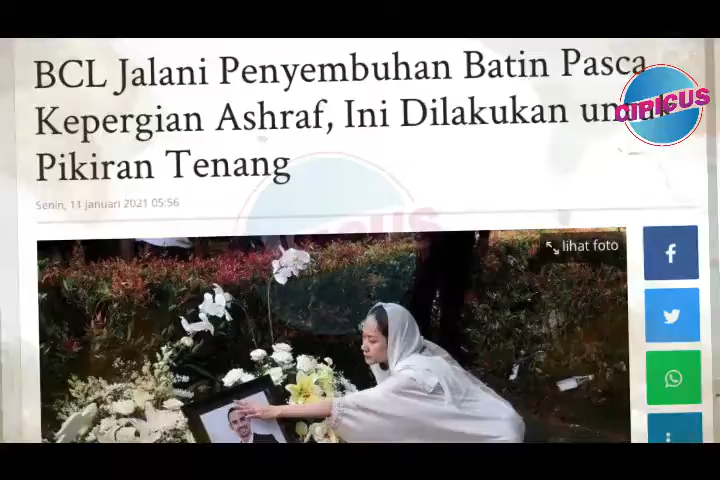 BCL Jalani Penyembuhan Batin Pasca
Kepergian Ashraf, Ini Dilakukan untuk
Pikiran Tenang
CIRICUS
Senin, 11 Januari 2021 05:56
lihat foto